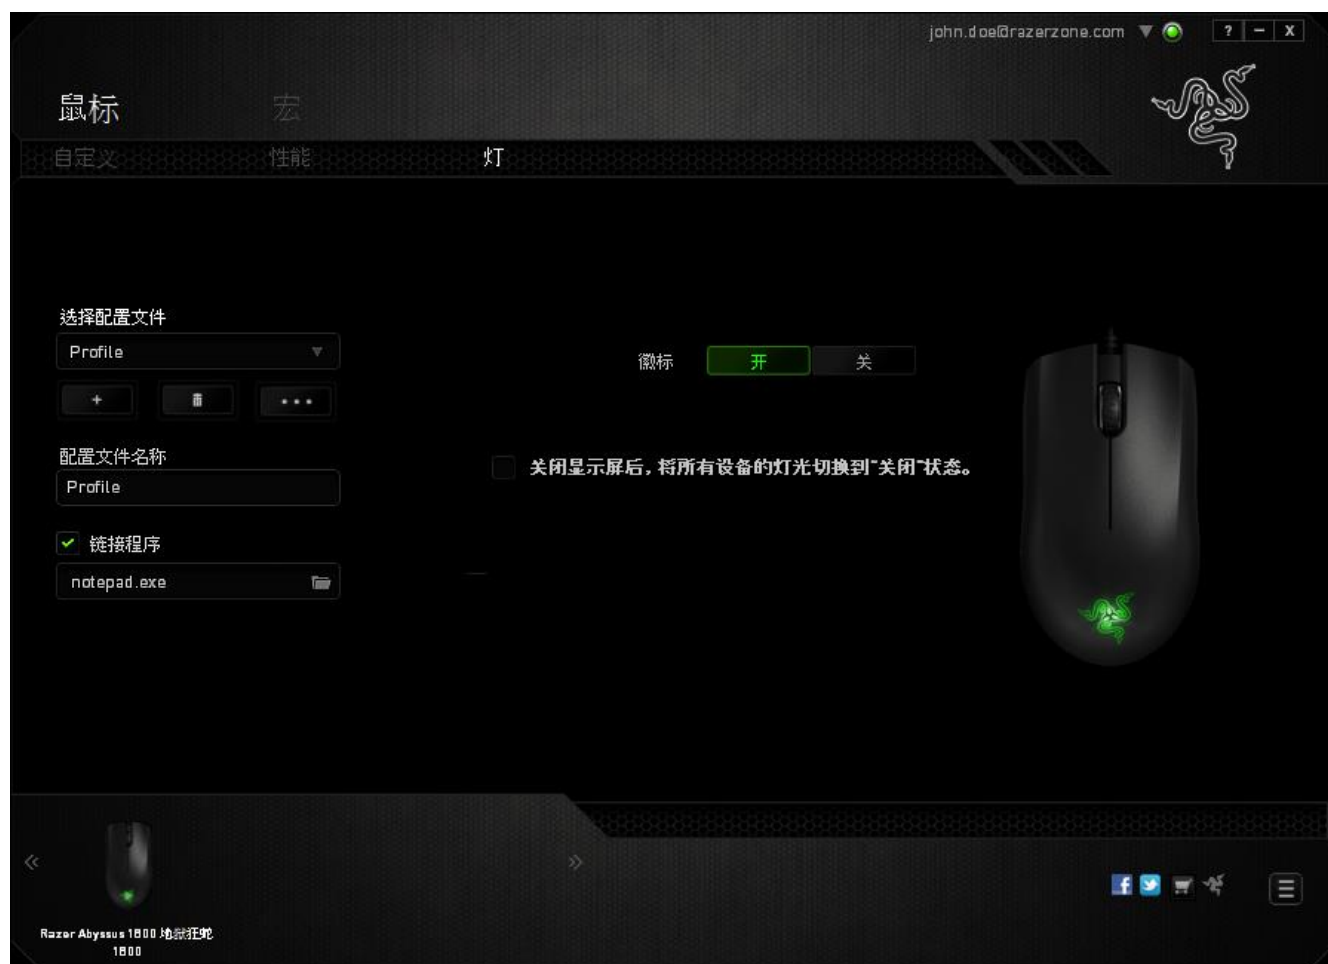 john.doe@razerzone.com
? – X
鼠标 宏
自定义 性能 灯
选择配置文件
Profile
徽标 开 关
配置文件名称
Profile
关闭显示屏后，将所有设备的灯光切换到“关闭”状态。
链接程序
notepad.exe
Razer Abyssus 1800 地狱狂蛇
1800